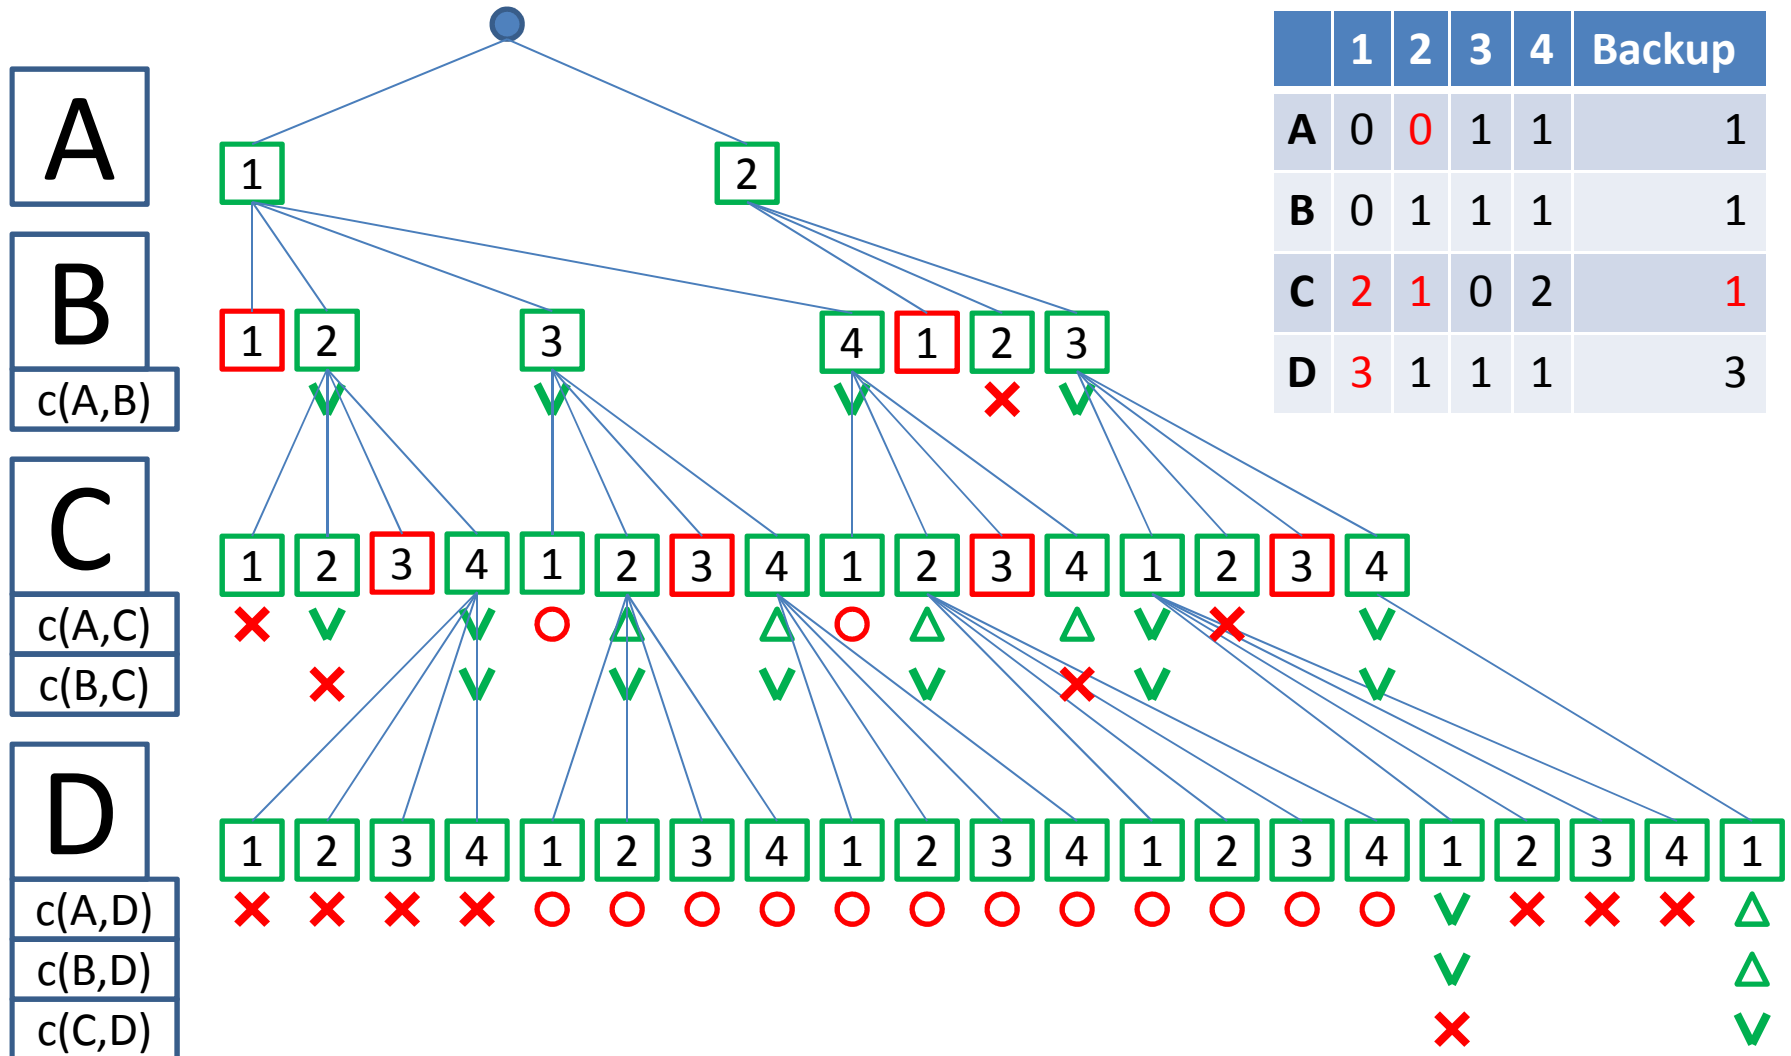 1 2 3 4 Backup
A 0 0 1 1 1
B 0 1 1 1 1
C 2 1 0 2 1
D 3 1 1 1 3
A
1 2
B
1 2 3 4 1 2 3
c(A,B)
C
1 2 3 4 1 2 3 4 1 2 3 4 1 2 3 4
c(A,C)
c(B,C)
D
1 2 3 4 1 2 3 4 1 2 3 4 1 2 3 4 1 2 3 4 1
c(A,D)
c(B,D)
c(C,D)